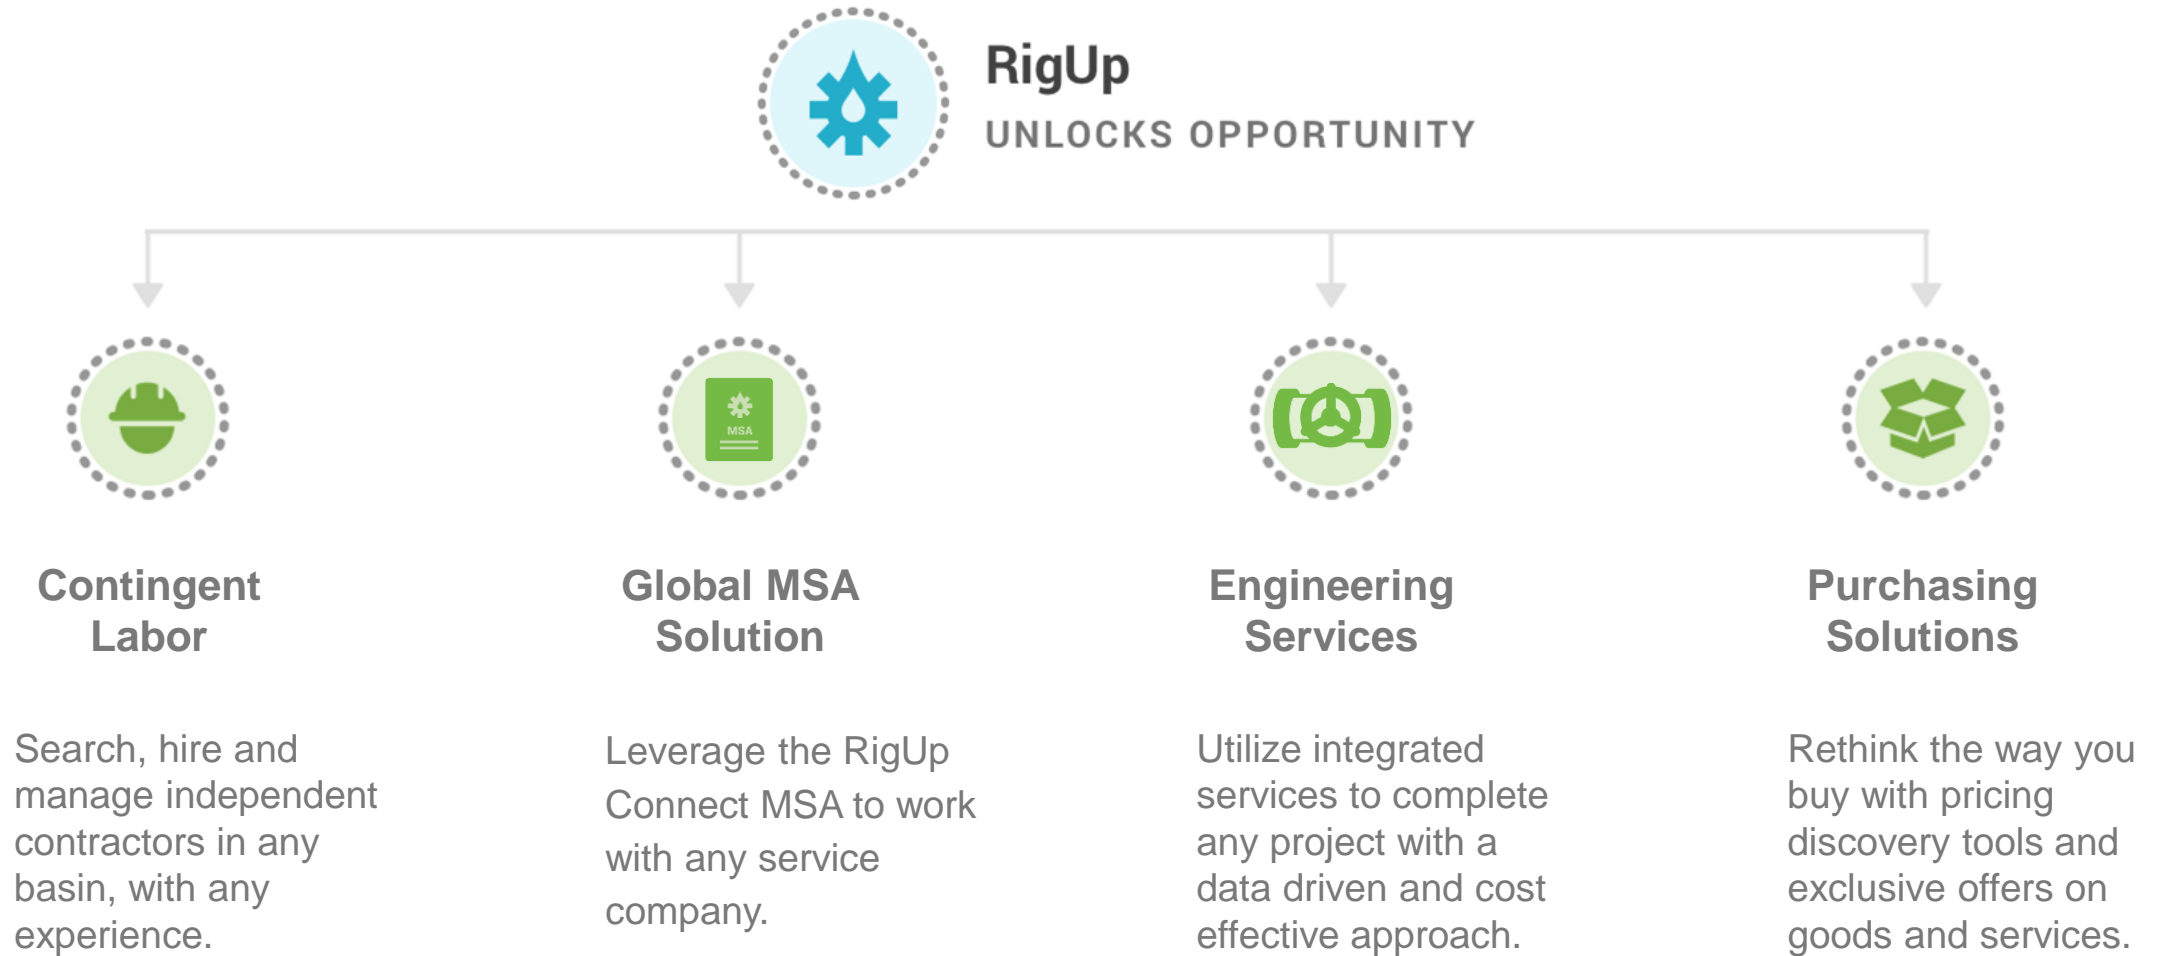 RigUp
UNLOCKS OPPORTUNITY
MSA
Contingent
Labor
Search, hire and
manage independent
contractors in any
basin, with any
experience.
Global MSA
Solution
Leverage the RigUp
Connect MSA to work
with any service
company.
Engineering
Services
Utilize integrated
services to complete
any project with a
data driven and cost
effective approach.
Purchasing
Solutions
Rethink the way you
buy with pricing
discovery tools and
exclusive offers on
goods and services.